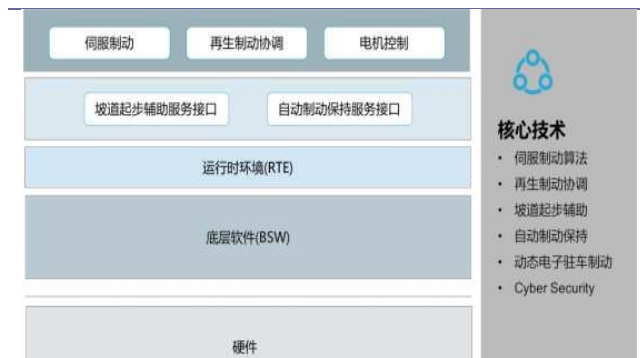 伺服制动
再生制动协调
电机控制
坡道起步辅助服务接口
自动制动保持服务接口
运行时环境(RTE)
底层软件(BSW)
硬件
核心技术
• 伺服制动算法
• 再生制动协调
• 坡道起步辅助
• 自动制动保持
• 动态电子驻车制动
• Cyber Security